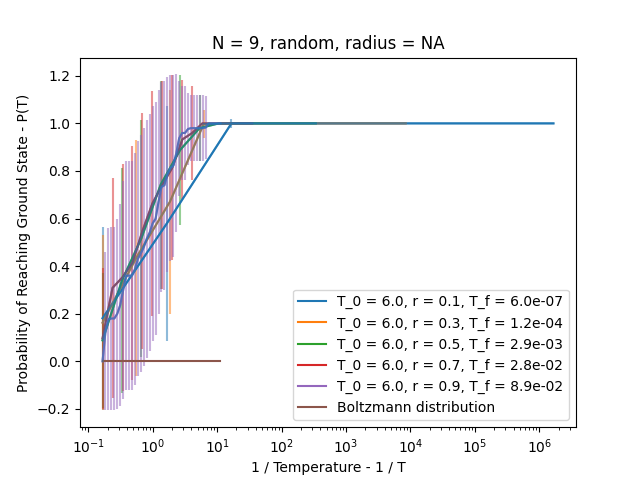 N = 9, random, radius = NA
Probability of Reaching Ground State - P(T)
1.2
1.0
0.8
0.6
0.4
0.2
0.0
−0.2
T_0 = 6.0, r = 0.1, T_f = 6.0e-07
T_0 = 6.0, r = 0.3, T_f = 1.2e-04
T_0 = 6.0, r = 0.5, T_f = 2.9e-03
T_0 = 6.0, r = 0.7, T_f = 2.8e-02
T_0 = 6.0, r = 0.9, T_f = 8.9e-02
Boltzmann distribution
10⁻¹ 10⁰ 10¹ 10² 10³ 10⁴ 10⁵ 10⁶
1 / Temperature - 1 / T